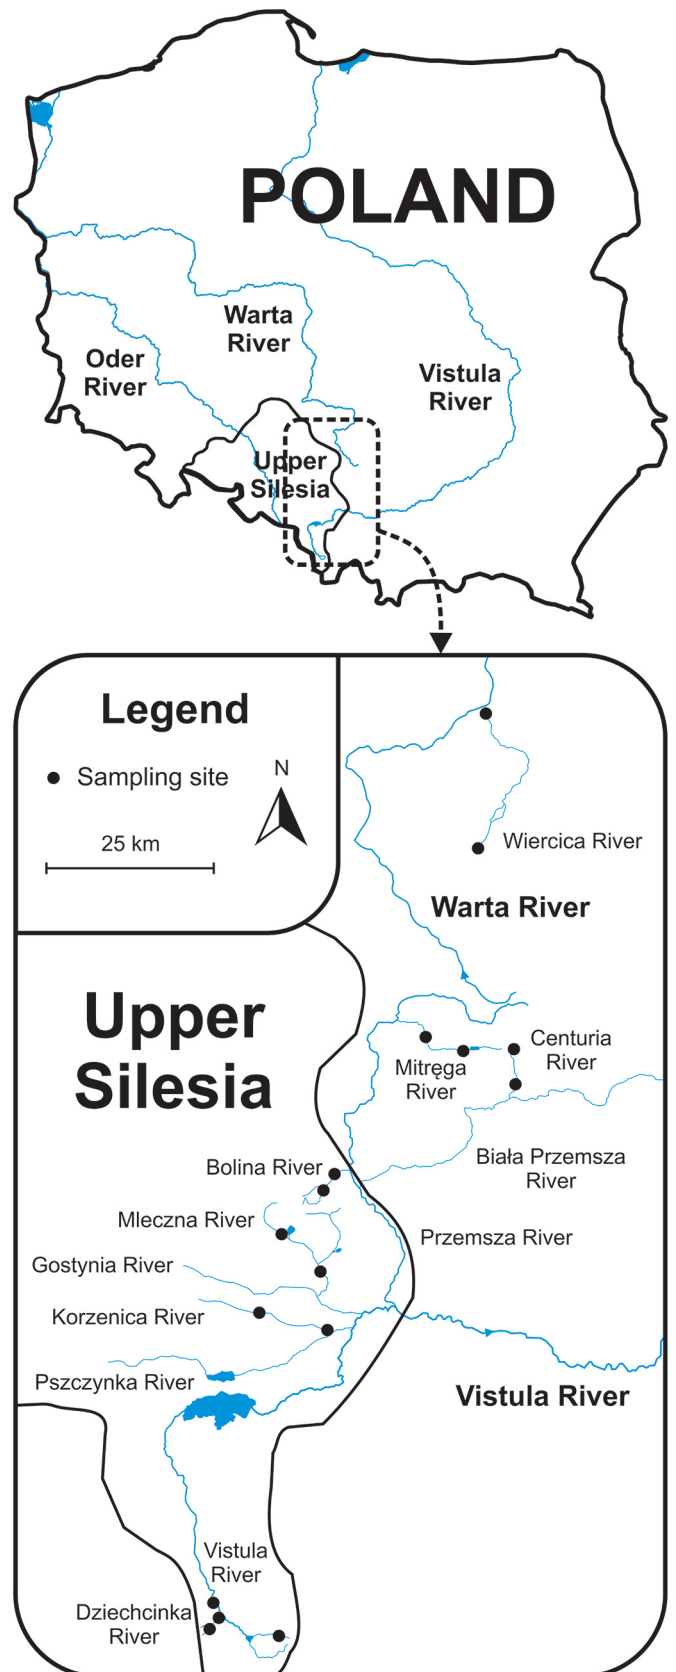 POLAND
Warta
River
Oder
River
Vistula
River
Upper
Silesia
Legend
Sampling site
N
25 km
Wiercica River
Warta River
Upper
Silesia
Centuria
River
Mitręga
River
Biała Przemsza
River
Bolina River
Mleczna River
Przemsza River
Gostynia River
Korzenica River
Pszczynka River
Vistula River
Vistula
River
Dziechcinka
River